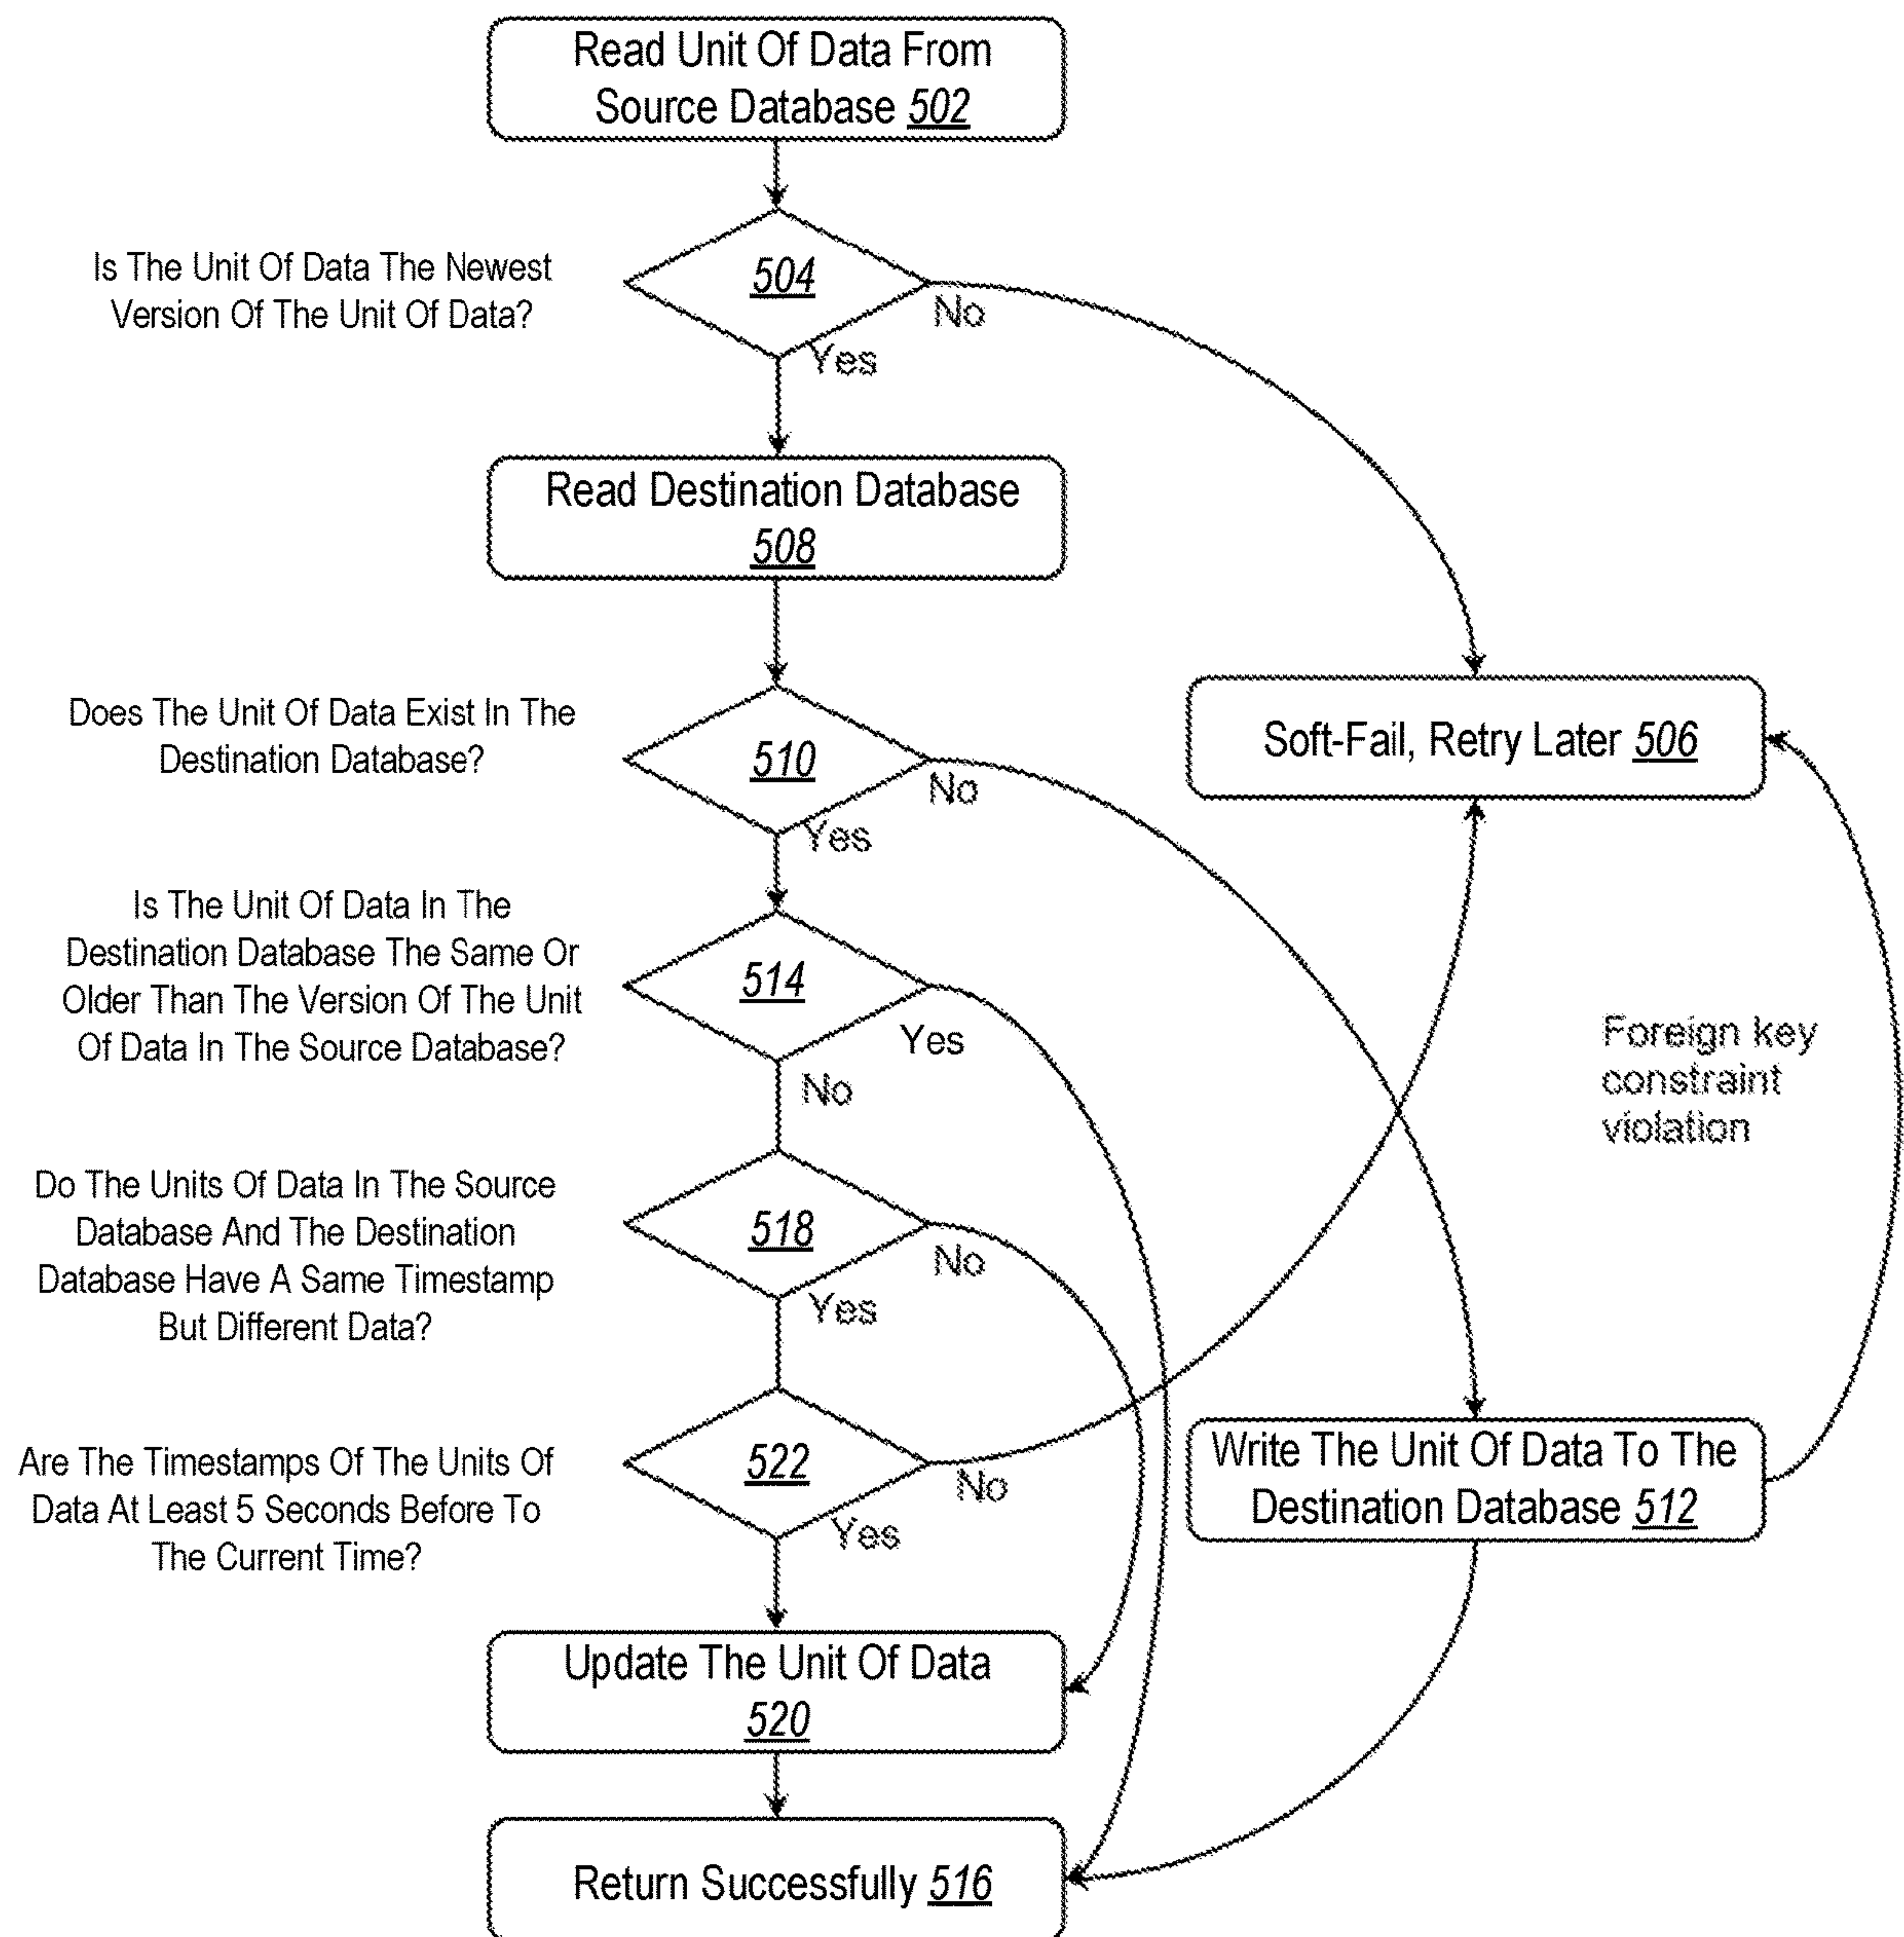 Read Unit Of Data From
Source Database 502
Is The Unit Of Data The Newest
Version Of The Unit Of Data?
504
No
Yes
Read Destination Database
508
Does The Unit Of Data Exist In The
Destination Database?
510
No
Yes
Soft-Fail, Retry Later 506
Is The Unit Of Data In The
Destination Database The Same Or
Older Than The Version Of The Unit
Of Data In The Source Database?
514
Yes
No
Foreign key
constraint
violation
Do The Units Of Data In The Source
Database And The Destination
Database Have A Same Timestamp
But Different Data?
518
No
Yes
Are The Timestamps Of The Units Of
Data At Least 5 Seconds Before To
The Current Time?
522
No
Yes
Write The Unit Of Data To The
Destination Database 512
Update The Unit Of Data
520
Return Successfully 516